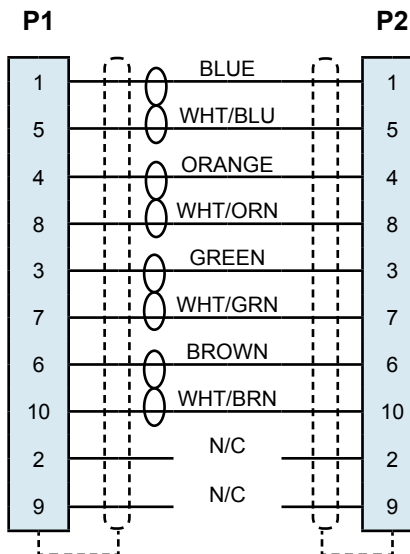 P1 P2
1 BLUE 1
5 WHT/BLU 5
4 ORANGE 4
8 WHT/ORN 8
3 GREEN 3
7 WHT/GRN 7
6 BROWN 6
10 WHT/BRN 10
2 N/C 2
9 N/C 9